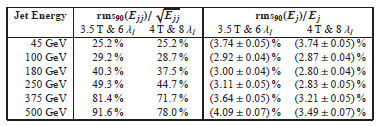 Jet Energy rms90(Ejj)/ √Ejj rms90(Ej)/Ej
3.5 T & 6 λI 4 T & 8 λI 3.5 T & 6 λI 4 T & 8 λI
45 GeV 25.2 % 25.2 % (3.74 ± 0.05) % (3.74 ± 0.05) %
100 GeV 29.2 % 28.7 % (2.92 ± 0.04) % (2.87 ± 0.04) %
180 GeV 40.3 % 37.5 % (3.00 ± 0.04) % (2.80 ± 0.04) %
250 GeV 49.3 % 44.7 % (3.11 ± 0.05) % (2.83 ± 0.05) %
375 GeV 81.4 % 71.7 % (3.64 ± 0.05) % (3.21 ± 0.05) %
500 GeV 91.6 % 78.0 % (4.09 ± 0.07) % (3.49 ± 0.07) %